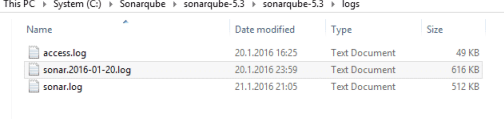 This PC > System (C:) > Sonarqube > sonarqube-5.3 > sonarqube-5.3 > logs
Name Date modified Type Size
access.log 20.1.2016 16:25 Text Document 49 KB
sonar.2016-01-20.log 20.1.2016 23:59 Text Document 616 KB
sonar.log 21.1.2016 21:05 Text Document 512 KB